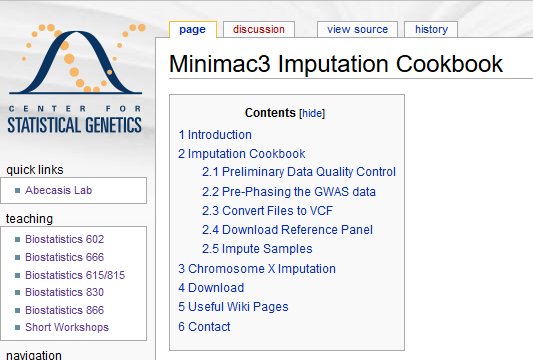 page discussion view source history
Minimac3 Imputation Cookbook
CENTER FOR
STATISTICAL GENETICS
quick links
Abecasis Lab
teaching
Biostatistics 602
Biostatistics 666
Biostatistics 615/815
Biostatistics 830
Biostatistics 866
Short Workshops
navigation
Contents [hide]
1 Introduction
2 Imputation Cookbook
2.1 Preliminary Data Quality Control
2.2 Pre-Phasing the GWAS data
2.3 Convert Files to VCF
2.4 Download Reference Panel
2.5 Impute Samples
3 Chromosome X Imputation
4 Download
5 Useful Wiki Pages
6 Contact